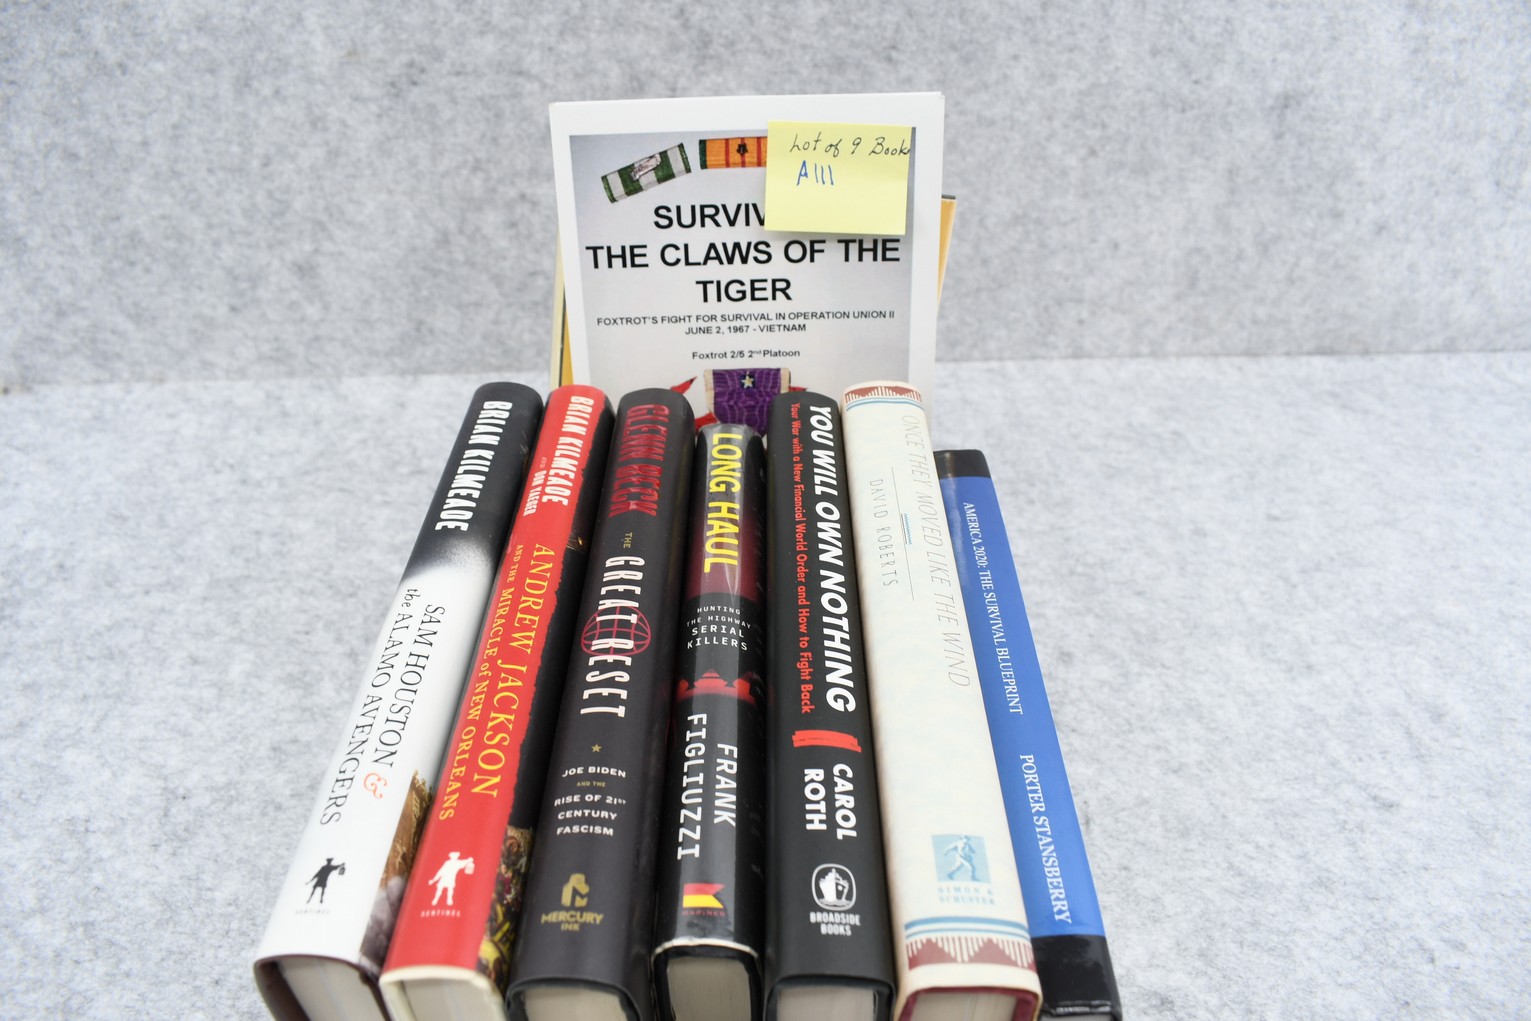 Lot of 9 Books
A111
SURVIV
THE CLAWS OF THE
TIGER
FOXTROT'S FIGHT FOR SURVIVAL IN OPERATION UNION II
JUNE 2, 1967 - VIETNAM
Foxtrot 2/5 2nd Platoon
BRIAN KILMEADE
SAM HOUSTON &
the ALAMO AVENGERS
SENTINEL
BRIAN KILMEADE
AND DON YAEGER
ANDREW JACKSON
AND THE MIRACLE of NEW ORLEANS
SENTINEL
GLENN BECK
THE
GREAT RESET
JOE BIDEN
AND THE
RISE OF 21ST
CENTURY
FASCISM
MERCURY
INK
LONG HAUL
HUNTING
THE HIGHWAY
SERIAL
KILLERS
FRANK
FIGLIUZZI
MARINER
YOU WILL OWN NOTHING
Your War with a New Financial World Order and How to Fight Back
CAROL
ROTH
BROADSIDE
BOOKS
ONCE THEY MOVED LIKE THE WIND
DAVID ROBERTS
SIMON &
SCHUSTER
AMERICA 2020: THE SURVIVAL BLUEPRINT
PORTER STANSBERRY